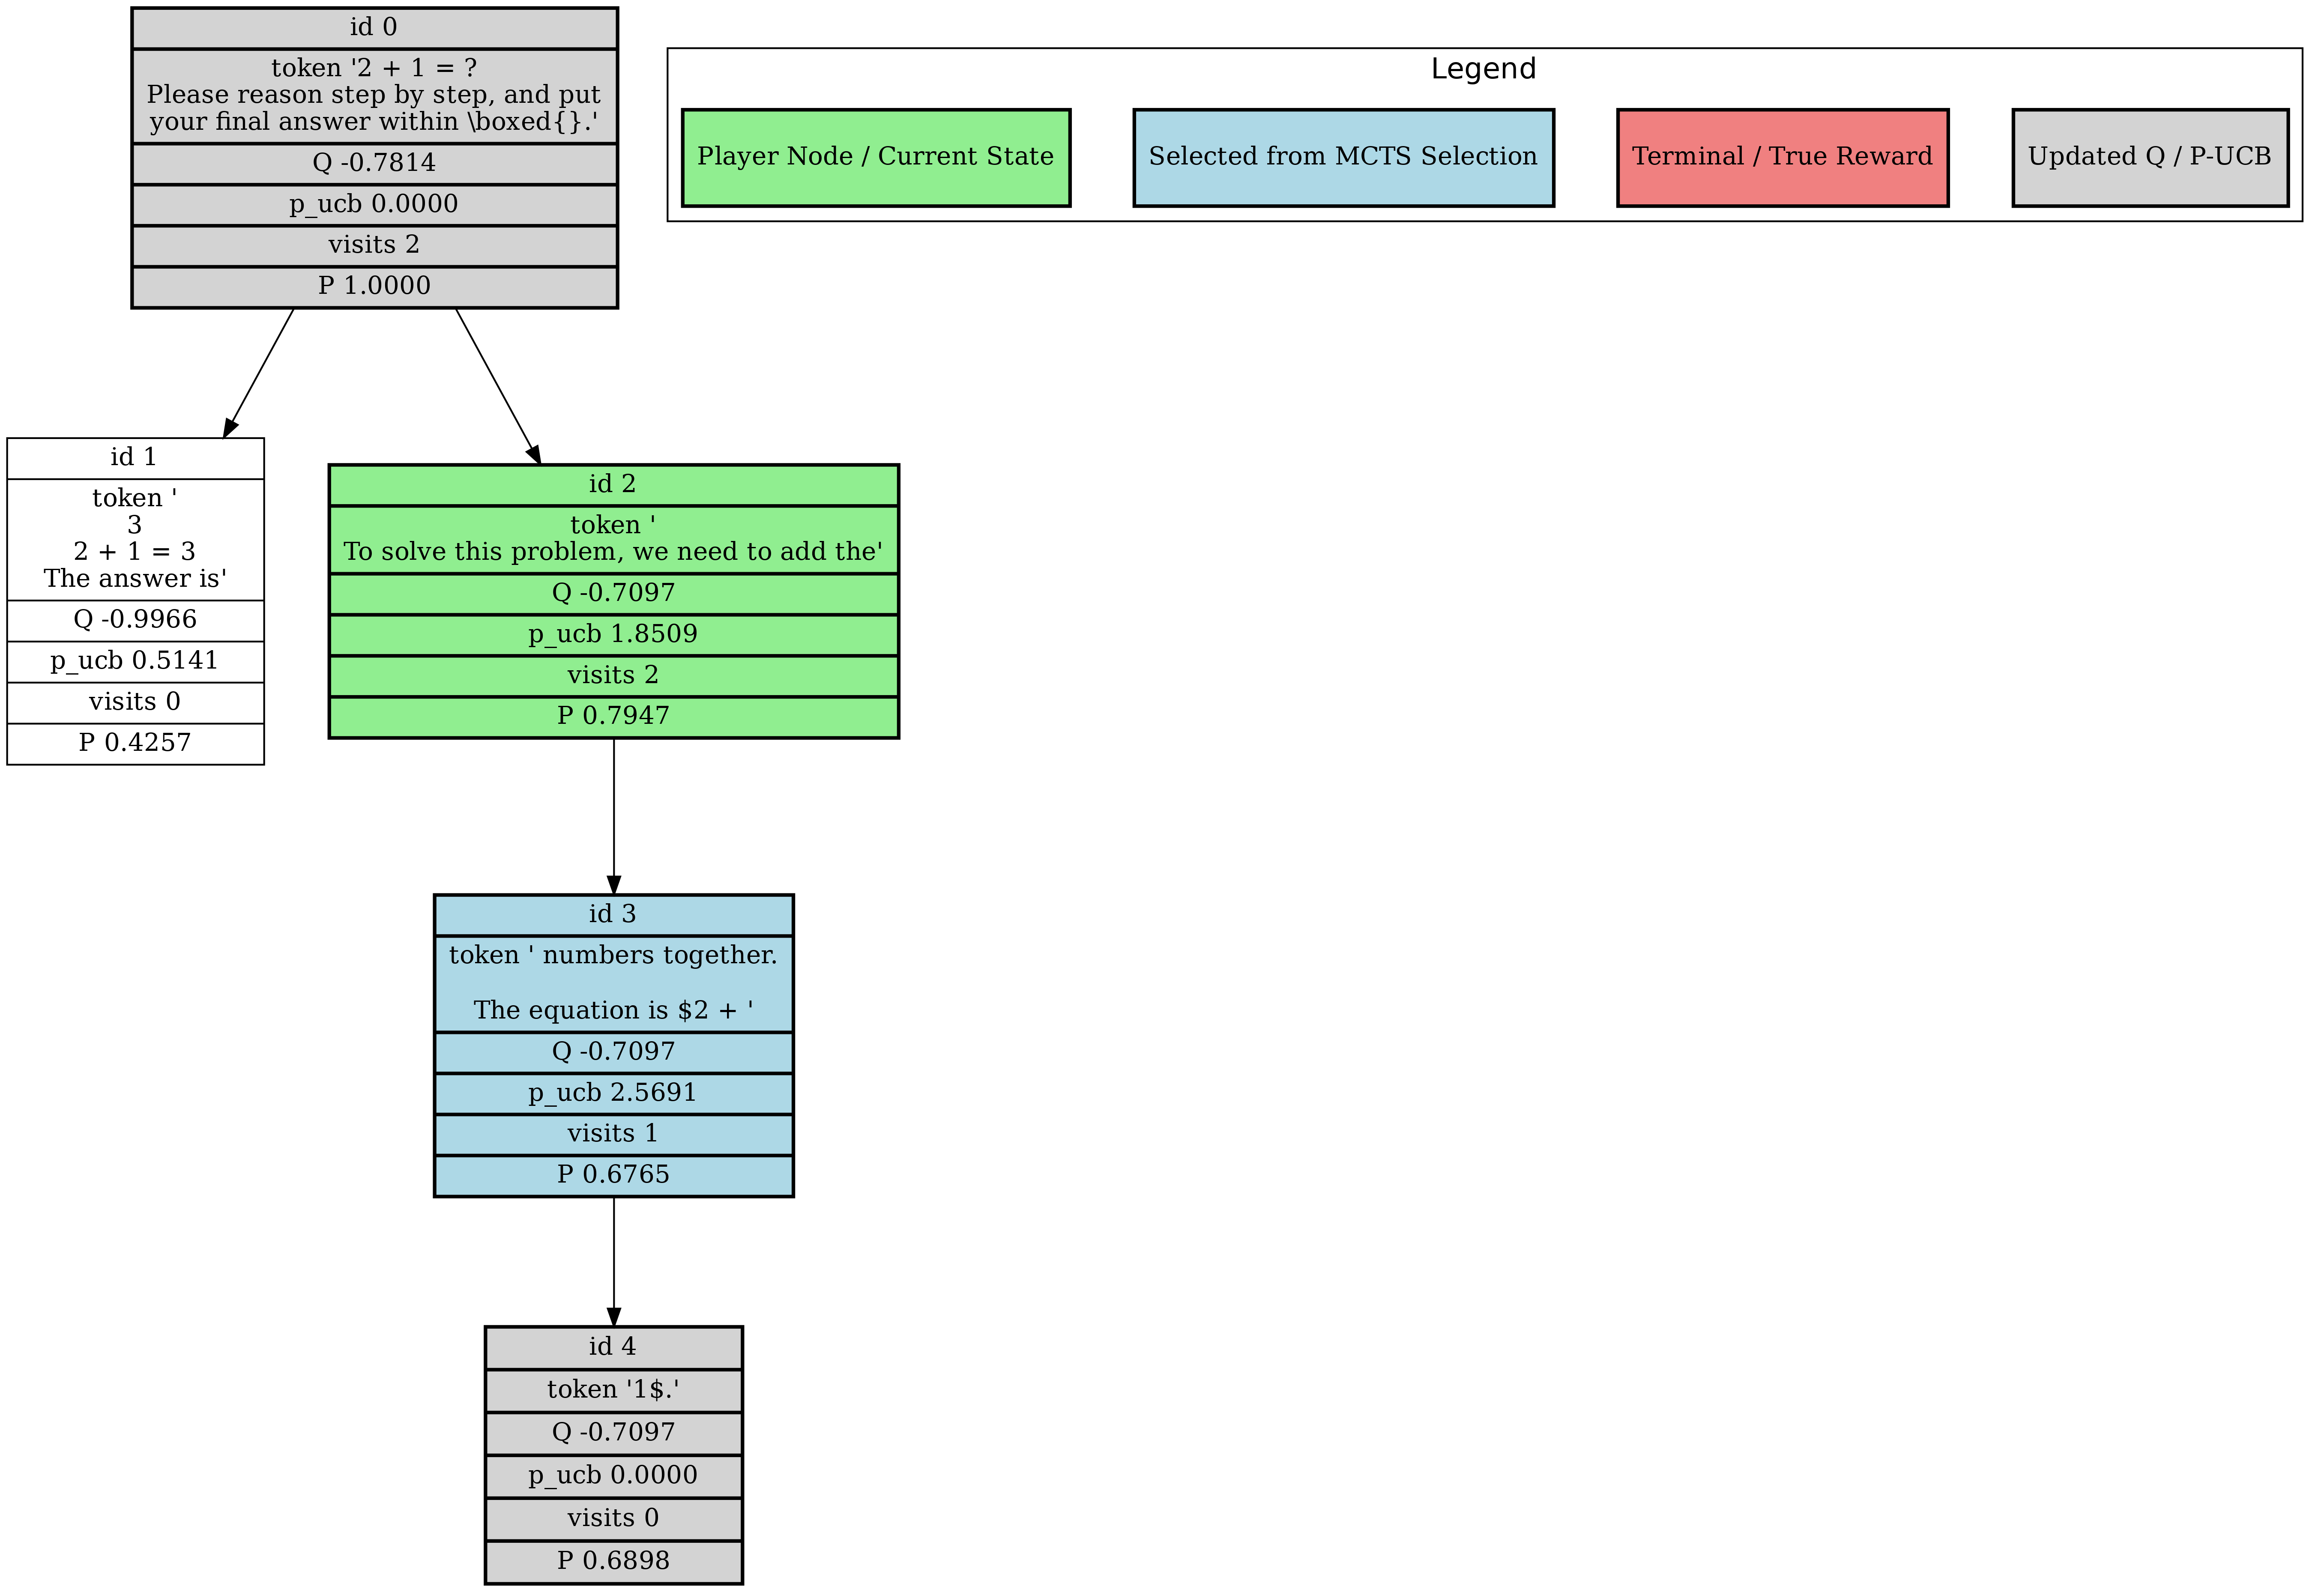 id 0
token '2 + 1 = ?
Please reason step by step, and put
your final answer within \boxed{}.'
Q -0.7814
p_ucb 0.0000
visits 2
P 1.0000
Legend
Player Node / Current State
Selected from MCTS Selection
Terminal / True Reward
Updated Q / P-UCB
id 1
token '
3
2 + 1 = 3
The answer is'
Q -0.9966
p_ucb 0.5141
visits 0
P 0.4257
id 2
token '
To solve this problem, we need to add the'
Q -0.7097
p_ucb 1.8509
visits 2
P 0.7947
id 3
token ' numbers together.
The equation is $2 + '
Q -0.7097
p_ucb 2.5691
visits 1
P 0.6765
id 4
token '1$.'
Q -0.7097
p_ucb 0.0000
visits 0
P 0.6898